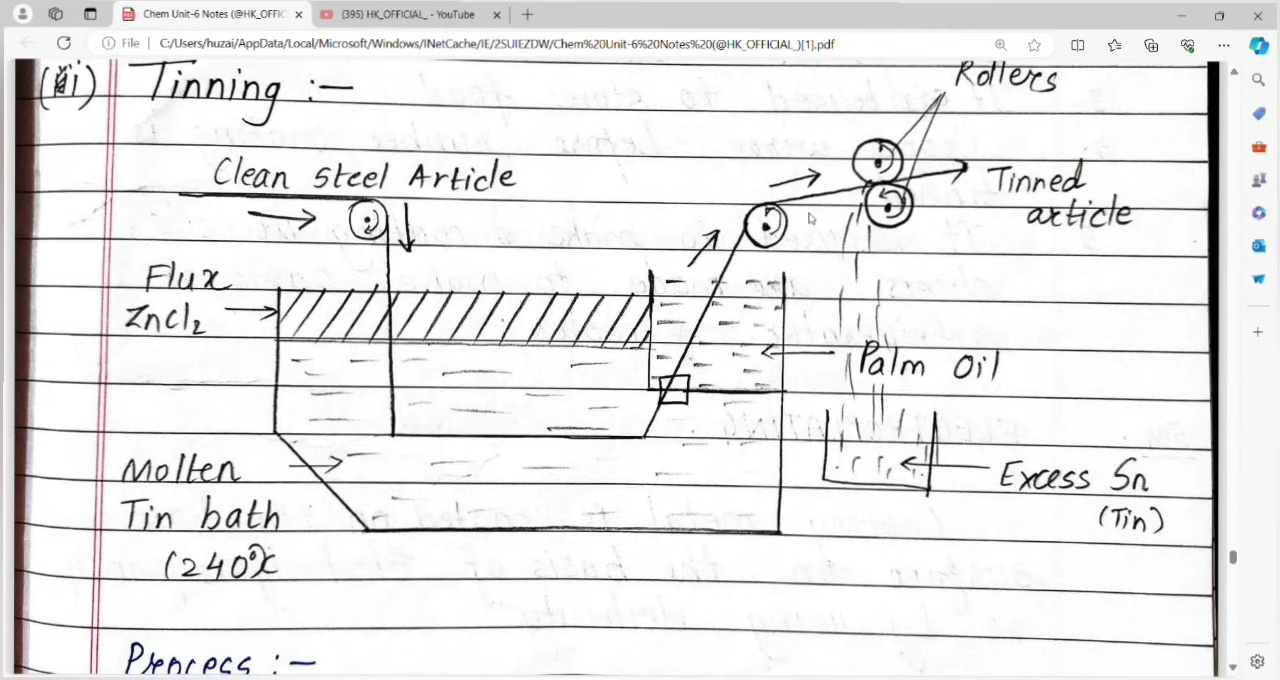 Chem Unit-6 Notes (@HK_OFFIC
(395) HK_OFFICIAL_ - YouTube
File
C:/Users/huzai/AppData/Local/Microsoft/Windows/INetCache/IE/2SUIEZDW/Chem%20Unit-6%20Notes%20(@HK_OFFICIAL_)[1].pdf
(iii) Tinning :-
Rollers
Clean Steel Article
Tinned
article
Flux
ZnCl2
Palm Oil
Molten
Tin bath
(240°C
Excess Sn
(Tin)
Process :-